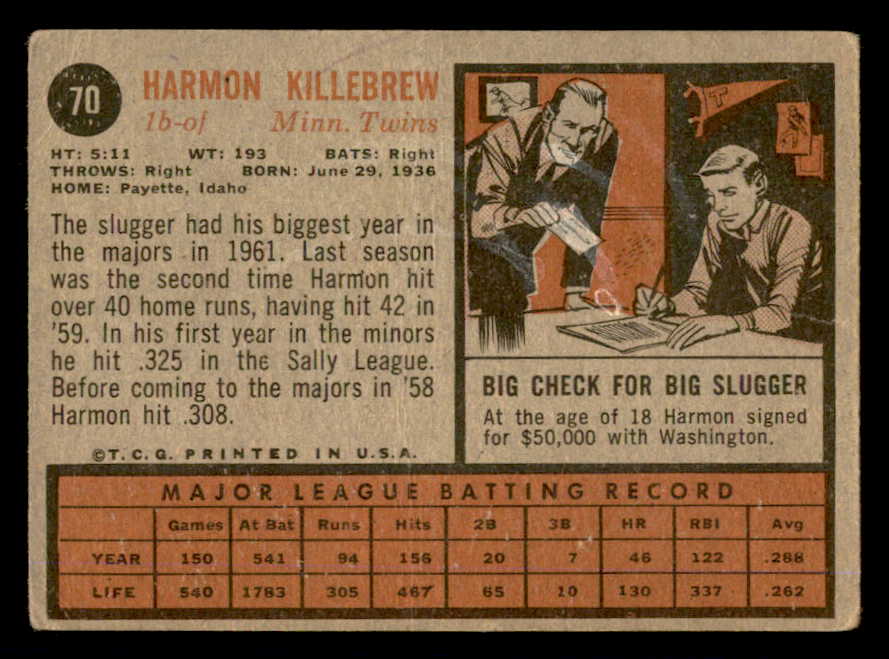 70
HARMON KILLEBREW
1b-of Minn. Twins
HT: 5:11 WT: 193 BATS: Right
THROWS: Right BORN: June 29, 1936
HOME: Payette, Idaho
The slugger had his biggest year in
the majors in 1961. Last season
was the second time Harmon hit
over 40 home runs, having hit 42 in
'59. In his first year in the minors
he hit .325 in the Sally League.
Before coming to the majors in '58
Harmon hit .308.
©T.C.G. PRINTED IN U.S.A.
T
BIG CHECK FOR BIG SLUGGER
At the age of 18 Harmon signed
for $50,000 with Washington.
MAJOR LEAGUE BATTING RECORD
Games At Bat Runs Hits 2B 3B HR RBI Avg
YEAR 150 541 94 156 20 7 46 122 .288
LIFE 540 1783 305 467 65 10 130 337 .262